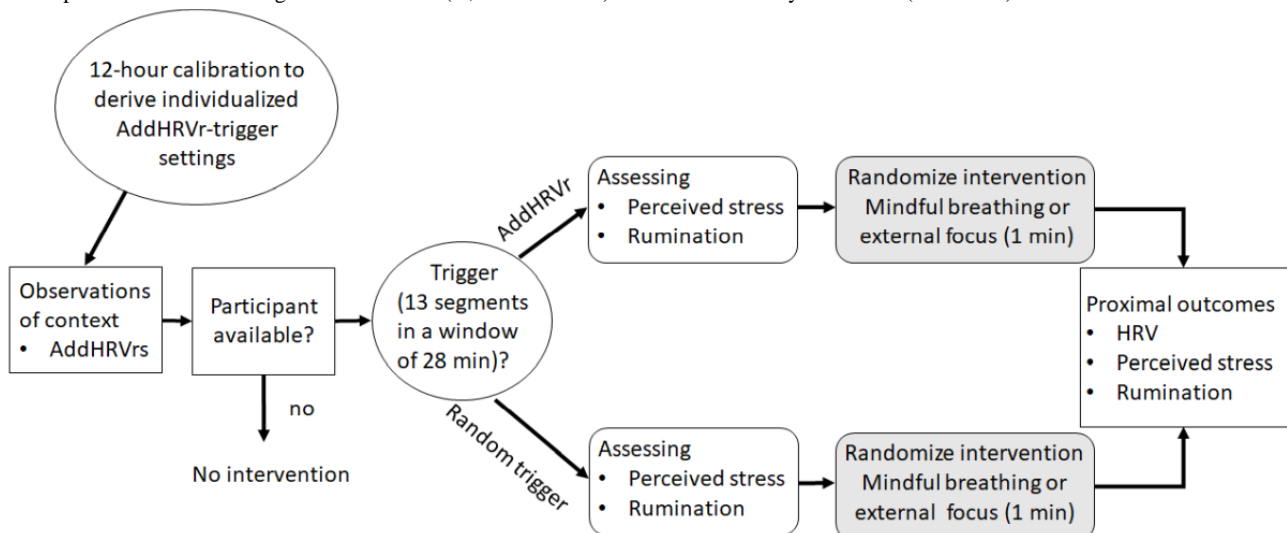 12-hour calibration to
derive individualized
AddHRVr-trigger
settings
Observations
of context
• AddHRVrs
Participant
available?
no
No intervention
Trigger
(13 segments
in a window
of 28 min)?
AddHRVr
Random trigger
Assessing
• Perceived stress
• Rumination
Randomize intervention
Mindful breathing or
external focus (1 min)
Assessing
• Perceived stress
• Rumination
Randomize intervention
Mindful breathing or
external focus (1 min)
Proximal outcomes
• HRV
• Perceived stress
• Rumination